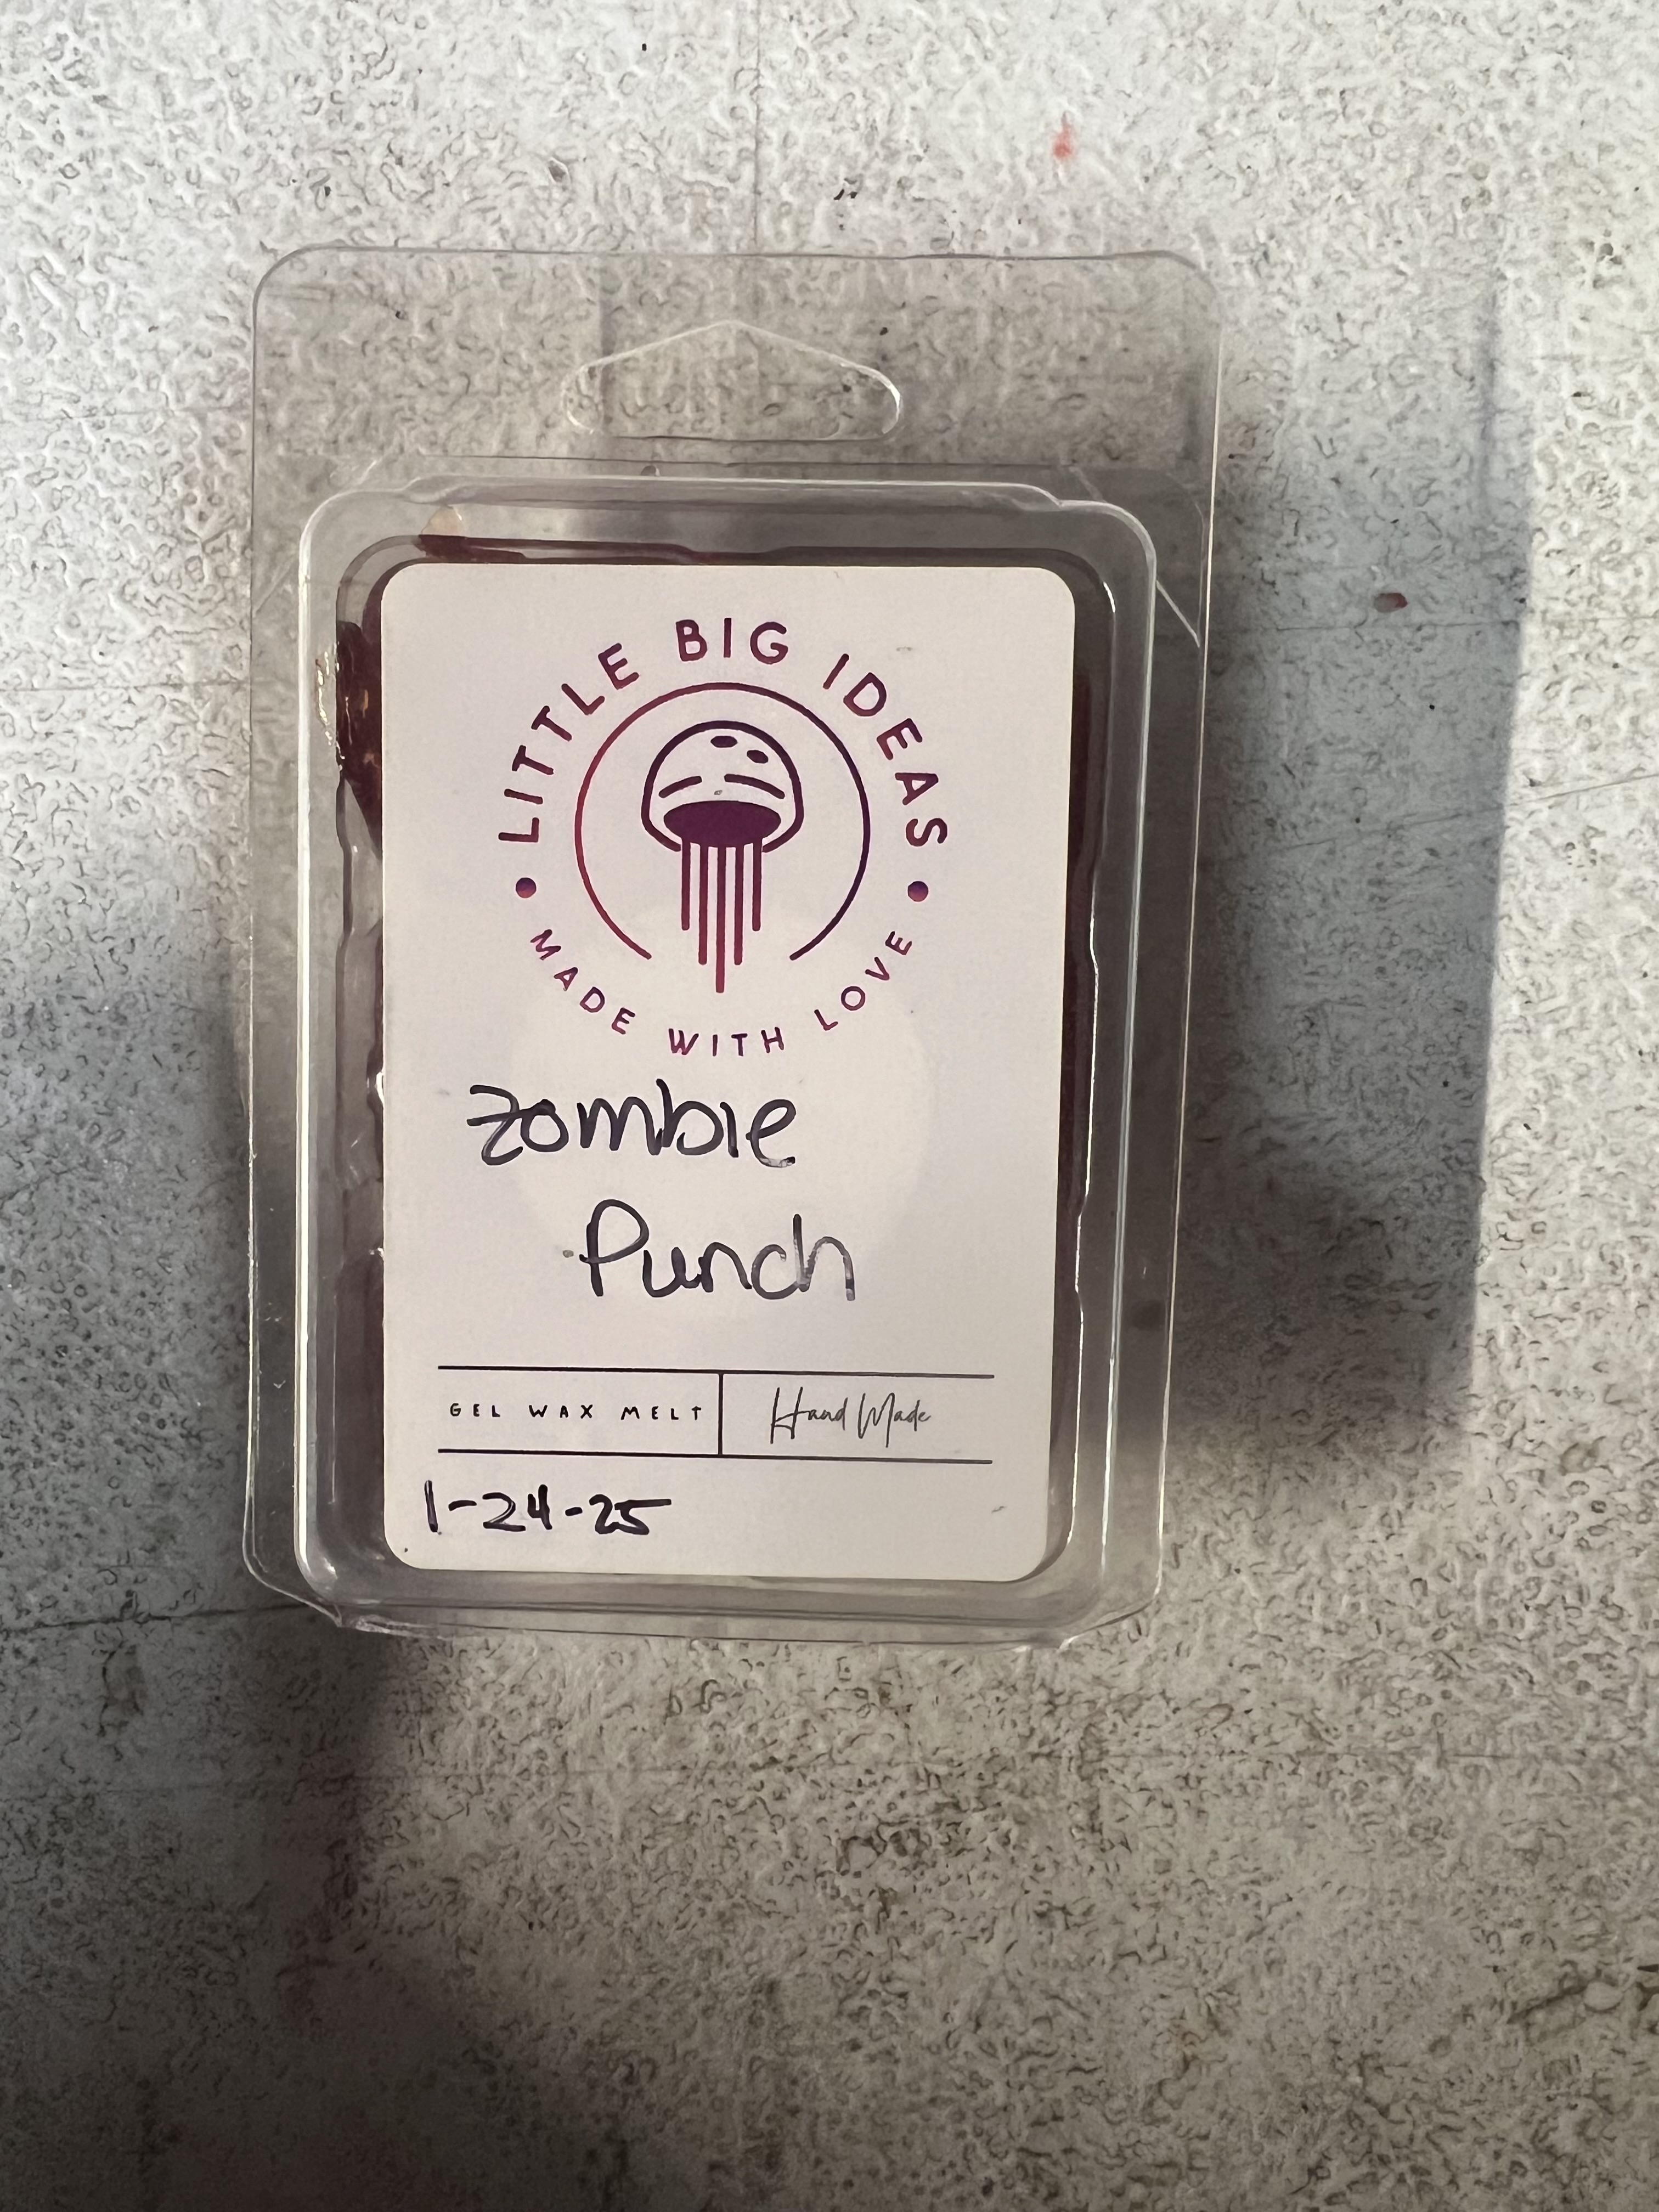 LITTLE BIG IDEAS
MADE WITH LOVE
Zombie
Punch
GEL WAX MELT
Hand Made
1-24-25